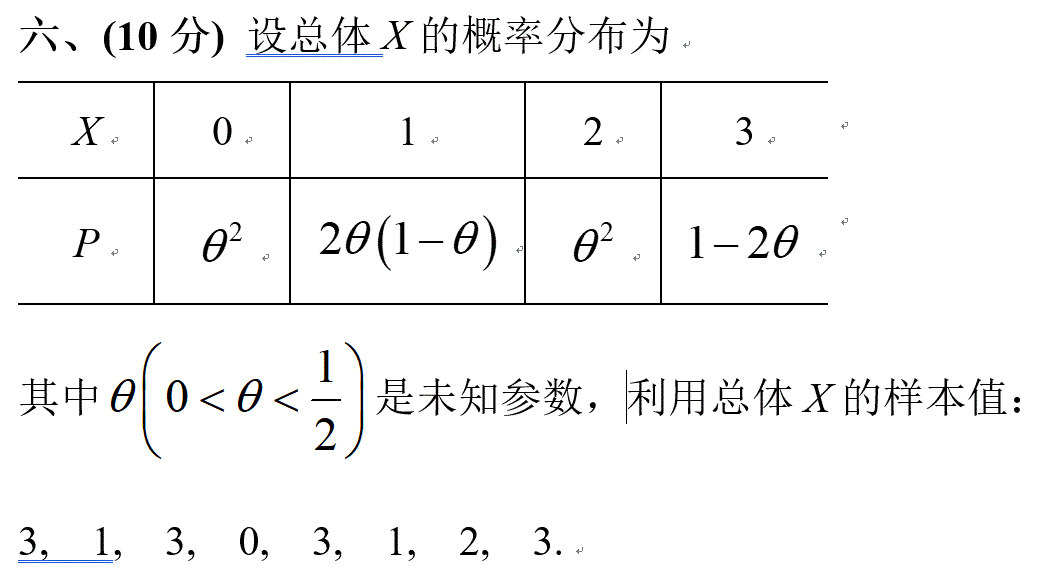 六、(10 分) 设总体 X 的概率分布为
X 0 1 2 3
P θ² 2θ(1−θ) θ² 1−2θ
其中 θ(0<θ<1/2) 是未知参数，利用总体 X 的样本值：
3, 1, 3, 0, 3, 1, 2, 3.